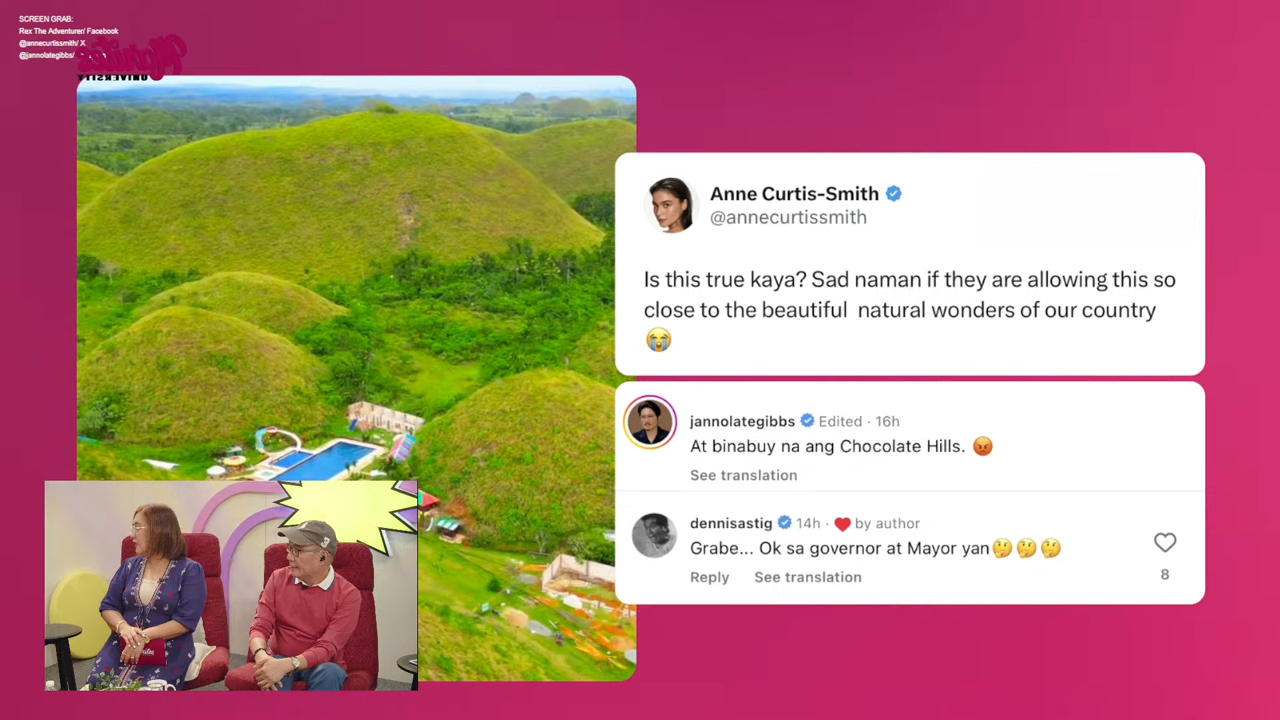 SCREEN GRAB:
Rex The Adventurer/ Facebook
@annecurtissmith/ X
@jannolategibbs/
UNIVERSITY
Anne Curtis-Smith
@annecurtissmith
Is this true kaya? Sad naman if they are allowing this so
close to the beautiful natural wonders of our country
😭
jannolategibbs Edited · 16h
At binabuy na ang Chocolate Hills. 😡
See translation
dennisastig 14h · ❤️ by author
Grabe... Ok sa governor at Mayor yan🤔🤔🤔
Reply See translation
8